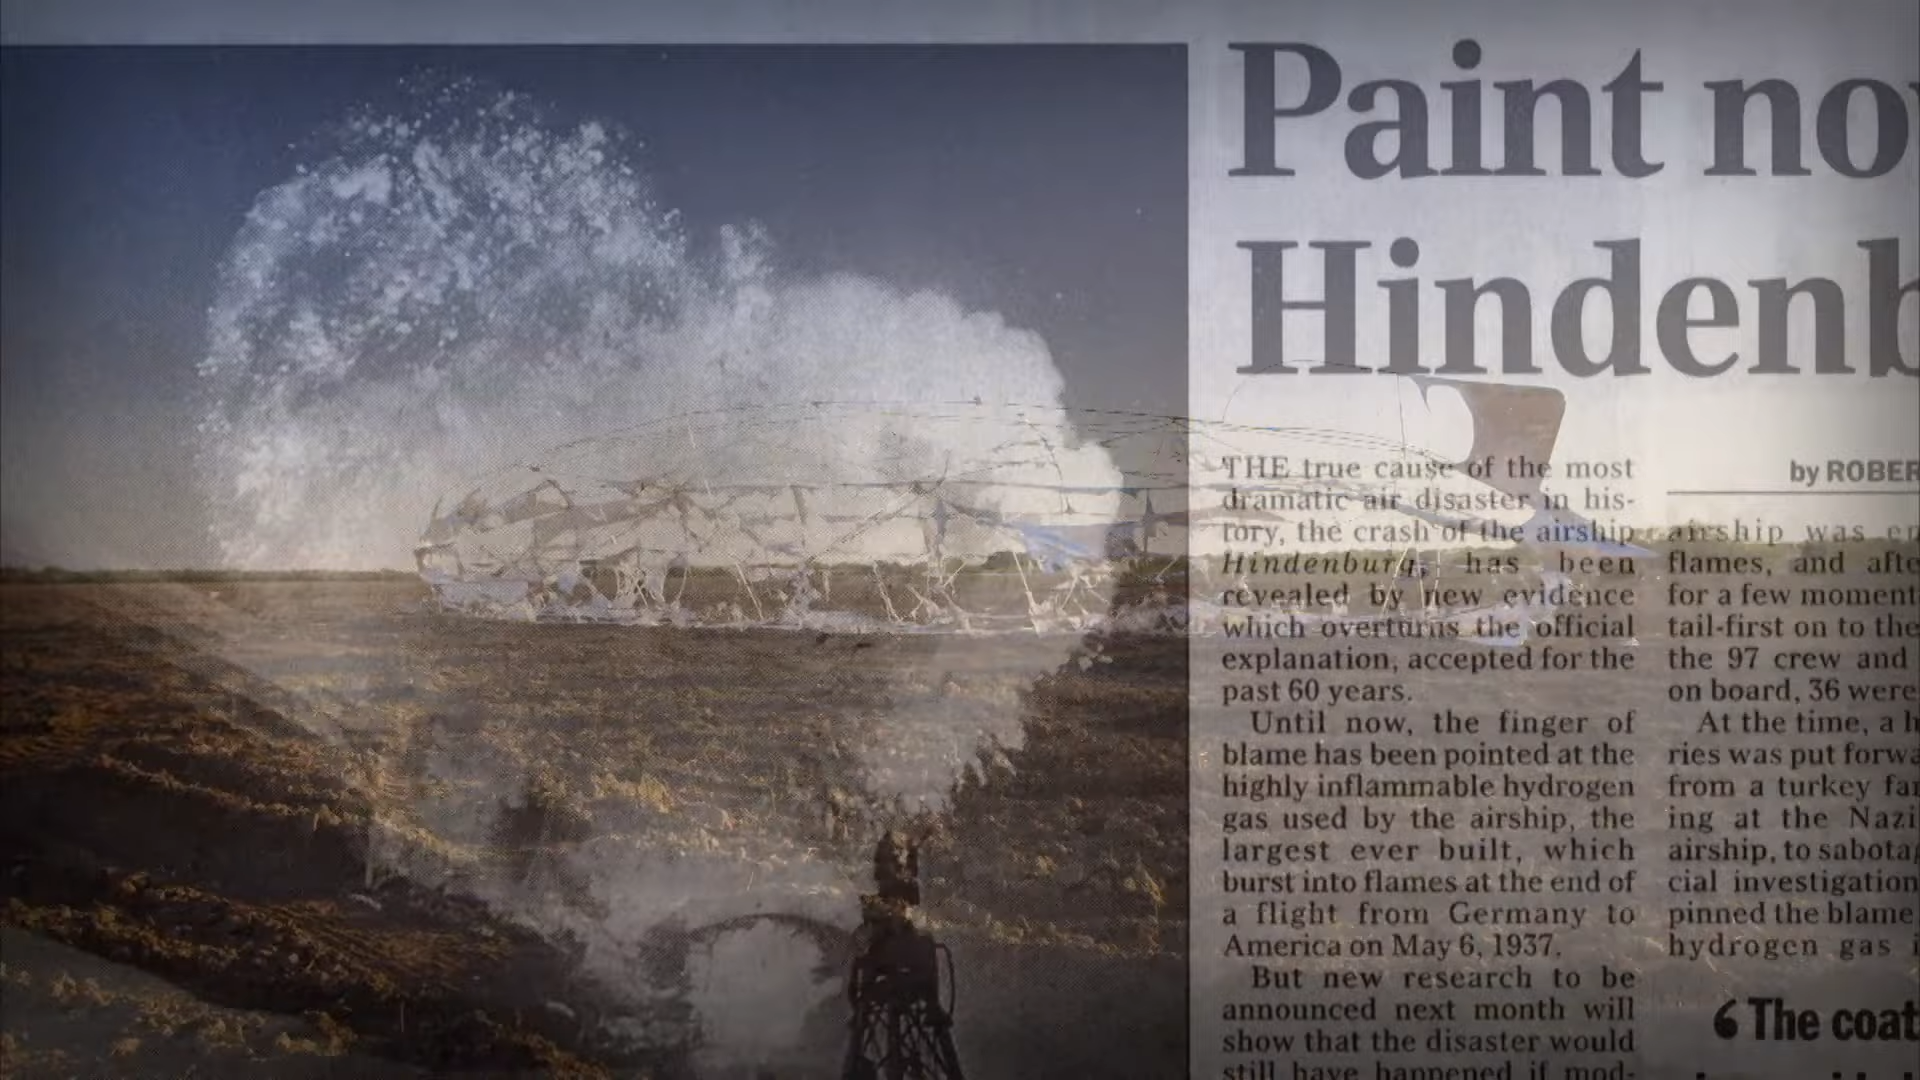 Paint no
Hindenb
THE true cause of the most
dramatic air disaster in his-
tory, the crash of the airship
Hindenburg, has been
revealed by new evidence
which overturns the official
explanation, accepted for the
past 60 years.
Until now, the finger of
blame has been pointed at the
highly inflammable hydrogen
gas used by the airship, the
largest ever built, which
burst into flames at the end of
a flight from Germany to
America on May 6, 1937.
But new research to be
announced next month will
show that the disaster would
still have happened if mod-
by ROBER
airship was en
flames, and afte
for a few moment
tail-first on to the
the 97 crew and
on board, 36 were
At the time, a h
ries was put forwa
from a turkey far
ing at the Nazi
airship, to sabota
cial investigation
pinned the blame
hydrogen gas i
‘The coat